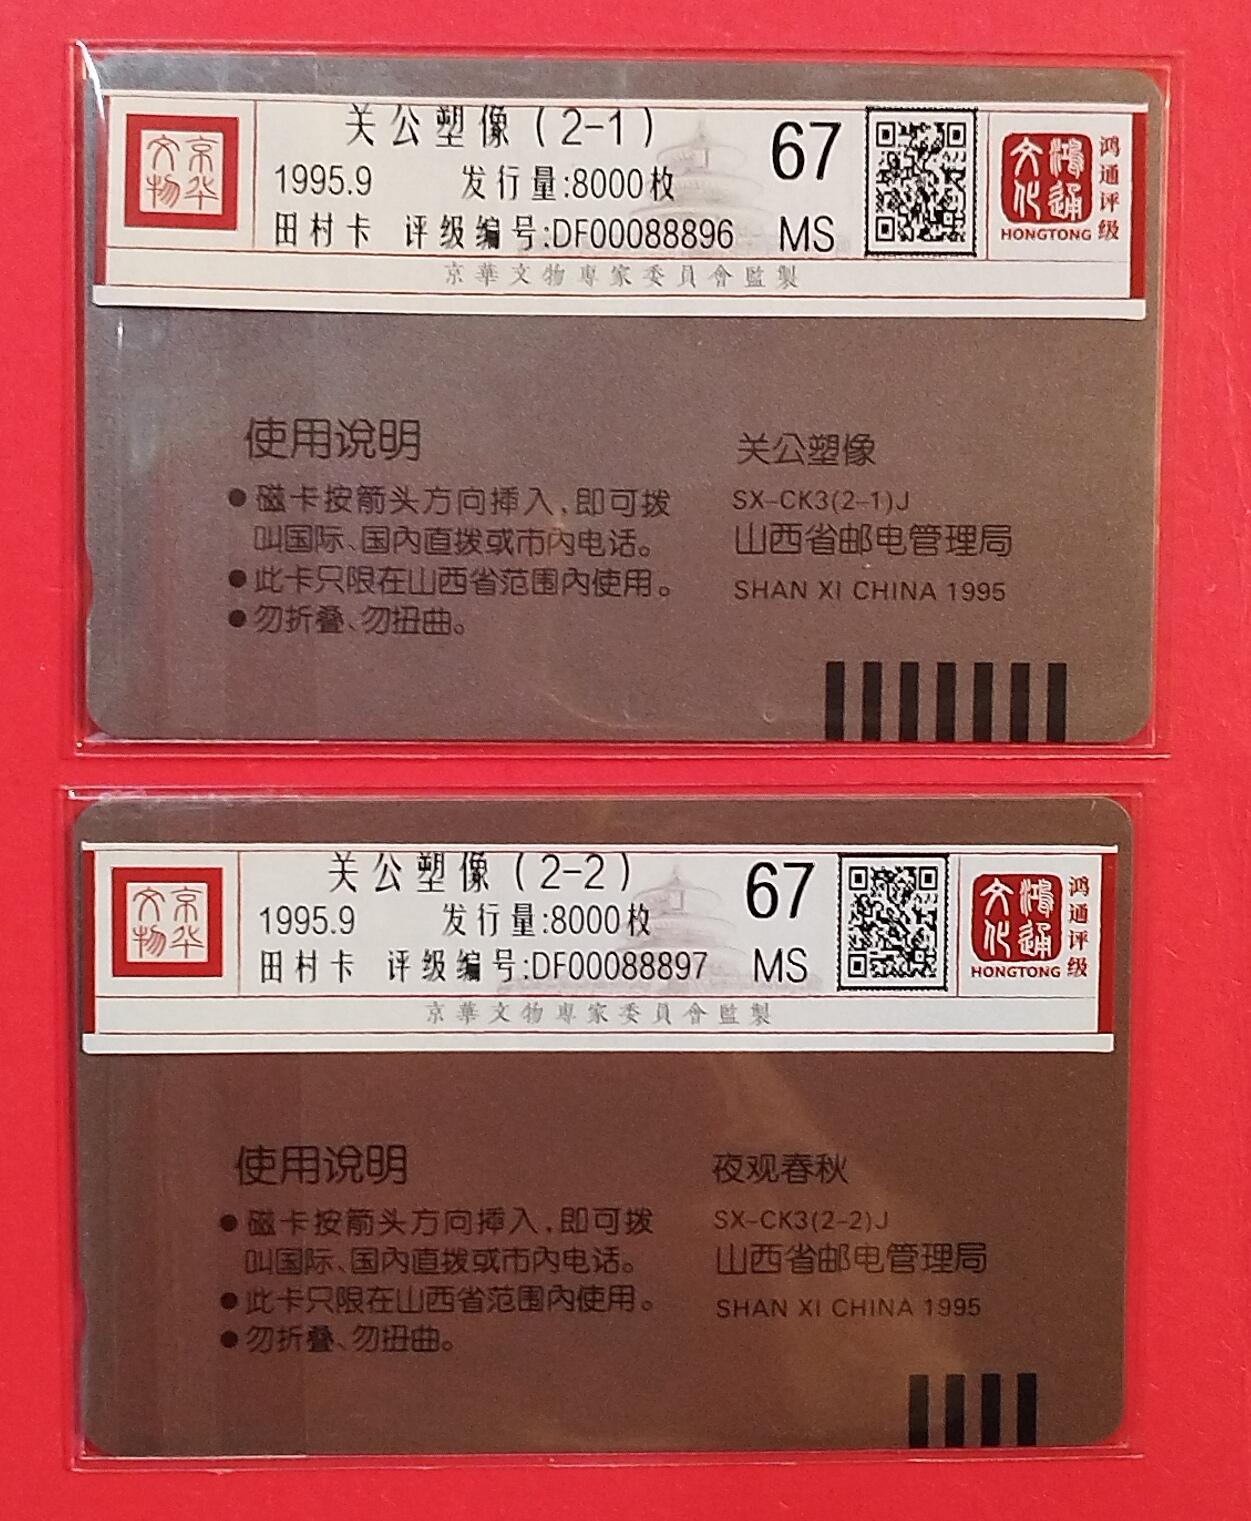 关公塑像(2-1)
1995.9 发行量:8000枚
田村卡 评级编号:DF00088896
67
MS
京华文物
鸿通文化
HONGTONG
鸿通评级
京華文物專家委員會監製
使用说明
●磁卡按箭头方向插入,即可拨
叫国际、国内直拨或市内电话。
●此卡只限在山西省范围内使用。
●勿折叠、勿扭曲。
关公塑像
SX-CK3(2-1)J
山西省邮电管理局
SHAN XI CHINA 1995
关公塑像(2-2)
1995.9 发行量:8000枚
田村卡 评级编号:DF00088897
67
MS
京华文物
鸿通文化
HONGTONG
鸿通评级
京華文物專家委員會監製
使用说明
●磁卡按箭头方向插入,即可拨
叫国际、国内直拨或市内电话。
●此卡只限在山西省范围内使用。
●勿折叠、勿扭曲。
夜观春秋
SX-CK3(2-2)J
山西省邮电管理局
SHAN XI CHINA 1995